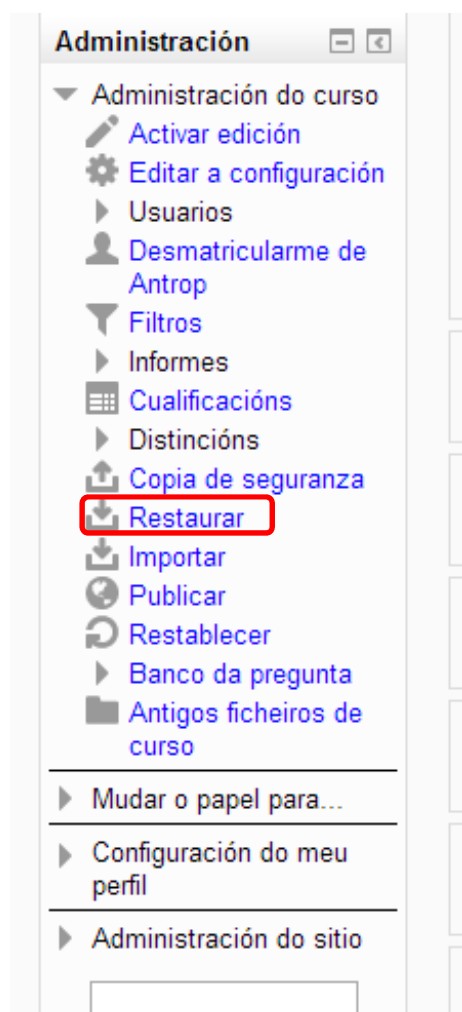 Administración
Administración do curso
Activar edición
Editar a configuración
Usuarios
Desmatricularme de
Antrop
Filtros
Informes
Cualificacións
Distincións
Copia de seguranza
Restaurar
Importar
Publicar
Restablecer
Banco da pregunta
Antigos ficheiros de
curso
Mudar o papel para...
Configuración do meu
perfil
Administración do sitio